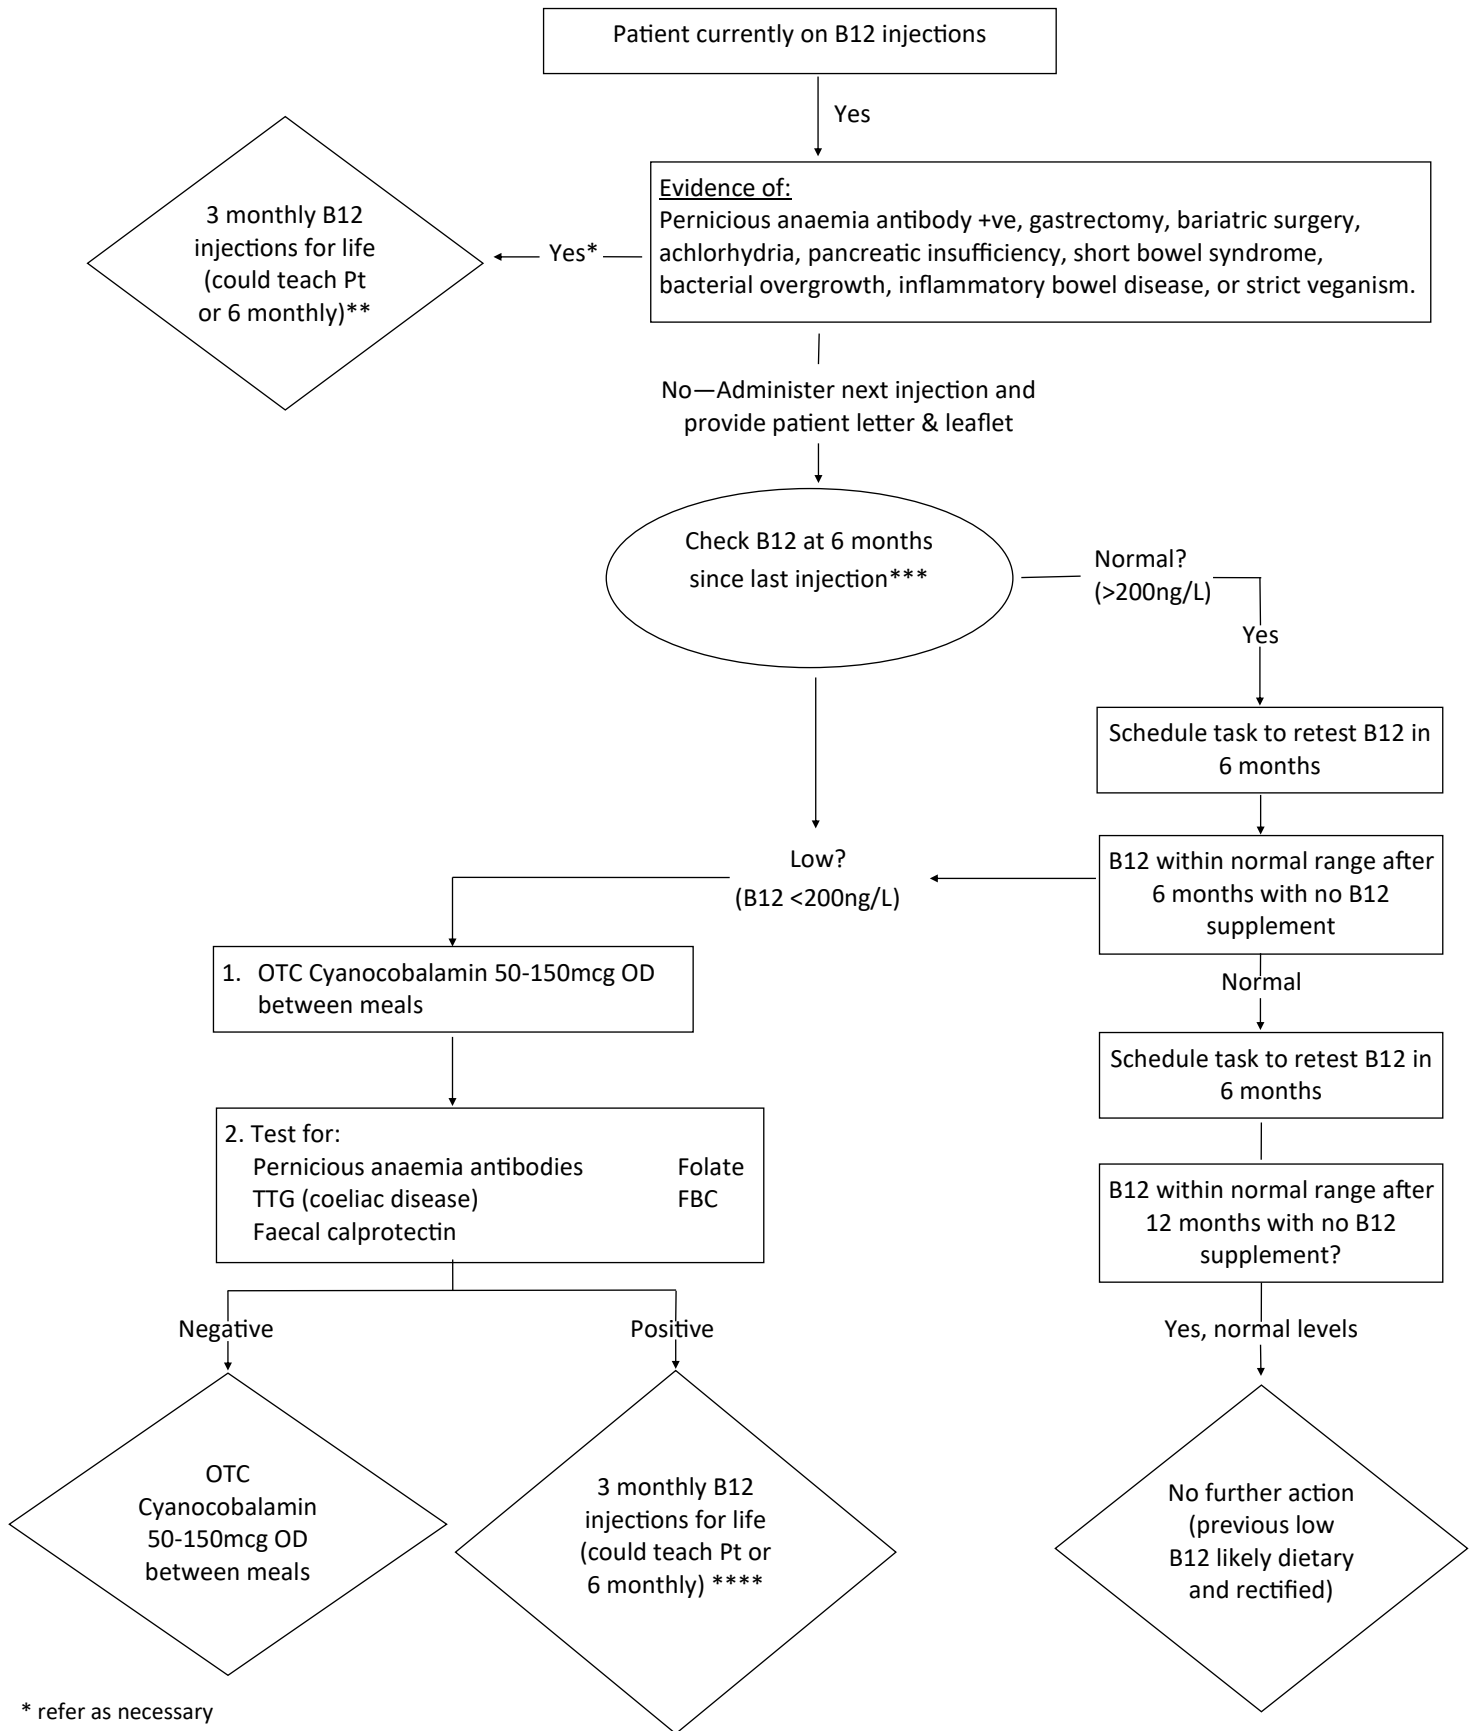 Patient currently on B12 injections
Yes
Evidence of:
Pernicious anaemia antibody +ve, gastrectomy, bariatric surgery,
achlorhydria, pancreatic insufficiency, short bowel syndrome,
bacterial overgrowth, inflammatory bowel disease, or strict veganism.
Yes*
3 monthly B12
injections for life
(could teach Pt
or 6 monthly)**
No—Administer next injection and
provide patient letter & leaflet
Check B12 at 6 months
since last injection***
Normal?
(>200ng/L)
Yes
Schedule task to retest B12 in
6 months
B12 within normal range after
6 months with no B12
supplement
Low?
(B12 <200ng/L)
Normal
1. OTC Cyanocobalamin 50-150mcg OD
between meals
Schedule task to retest B12 in
6 months
2. Test for:
Pernicious anaemia antibodies Folate
TTG (coeliac disease) FBC
Faecal calprotectin
B12 within normal range after
12 months with no B12
supplement?
Negative
Positive
Yes, normal levels
OTC
Cyanocobalamin
50-150mcg OD
between meals
3 monthly B12
injections for life
(could teach Pt or
6 monthly) ****
No further action
(previous low
B12 likely dietary
and rectified)
* refer as necessary